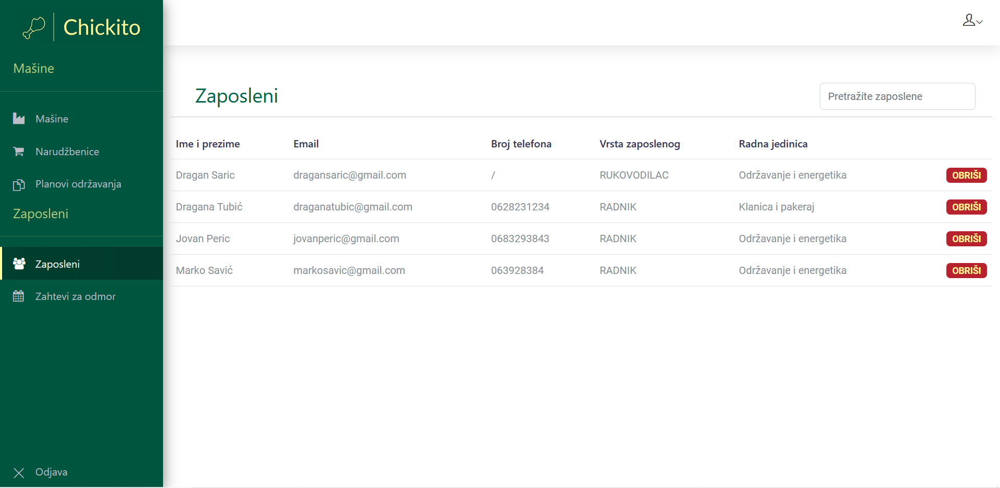 Chickito
Mašine
Mašine
Narudžbenice
Planovi održavanja
Zaposleni
Zaposleni
Zahtevi za odmor
Odjava
Zaposleni
Pretražite zaposlene
Ime i prezime Email Broj telefona Vrsta zaposlenog Radna jedinica
Dragan Saric dragansaric@gmail.com / RUKOVODILAC Održavanje i energetika OBRIŠI
Dragana Tubić draganatubic@gmail.com 0628231234 RADNIK Klanica i pakeraj OBRIŠI
Jovan Peric jovanperic@gmail.com 0683293843 RADNIK Održavanje i energetika OBRIŠI
Marko Savić markosavic@gmail.com 063928384 RADNIK Održavanje i energetika OBRIŠI